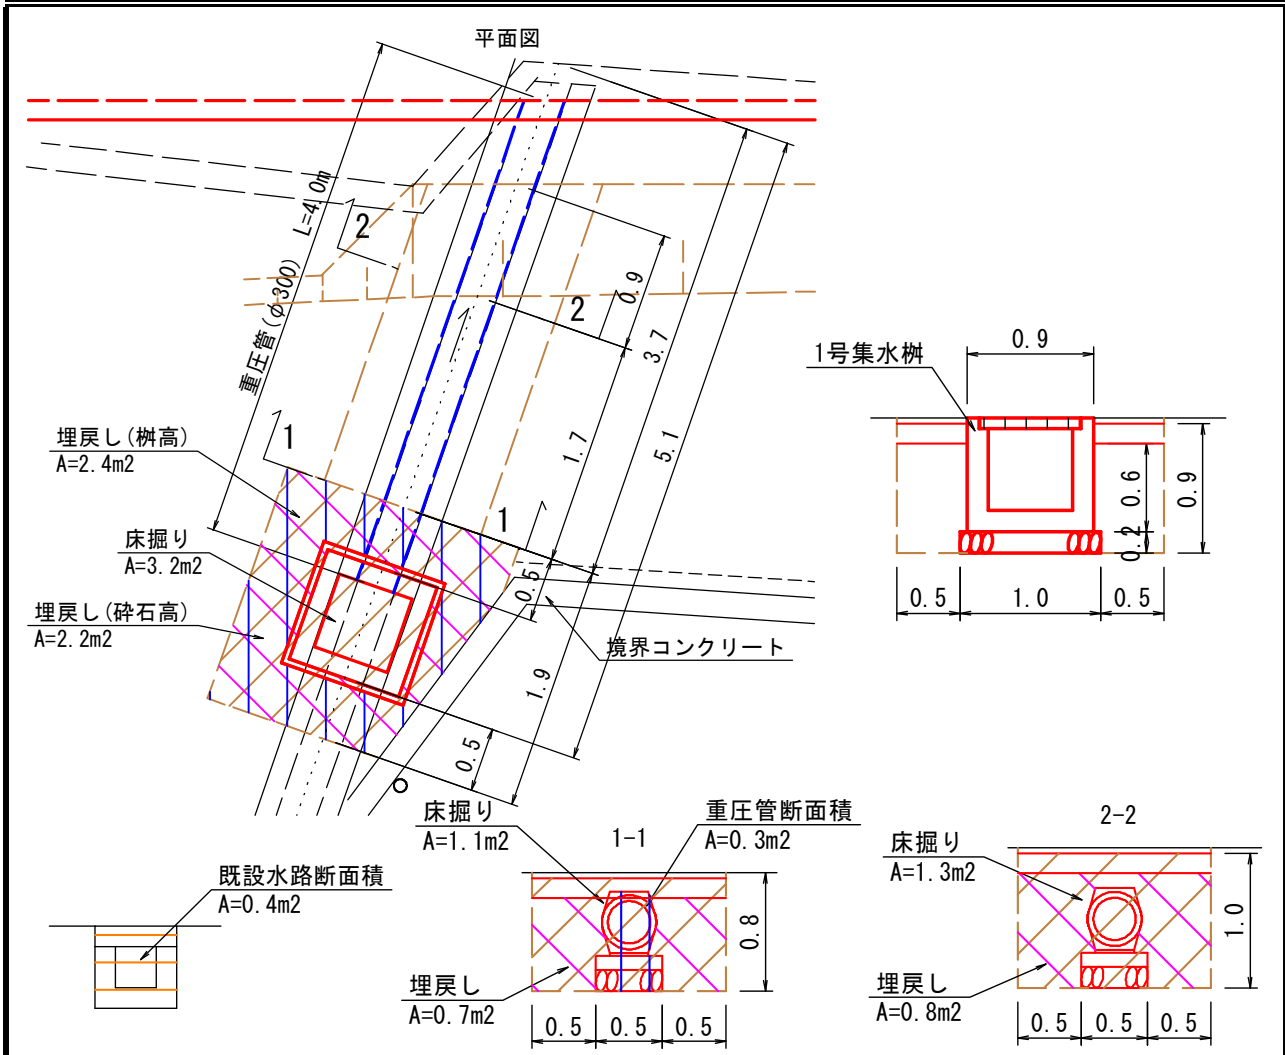 平面図
L=4.0m
重圧管(φ300)
2
2
0.9
3.7
5.1
1.7
1
1
埋戻し(桝高)
A=2.4m2
床掘り
A=3.2m2
埋戻し(砕石高)
A=2.2m2
0.5
境界コンクリート
1.9
0.5
1号集水桝
0.9
0.6
0.9
0.2
0.5
1.0
0.5
既設水路断面積
A=0.4m2
床掘り
A=1.1m2
1-1
重圧管断面積
A=0.3m2
0.8
埋戻し
A=0.7m2
0.5
0.5
0.5
2-2
床掘り
A=1.3m2
1.0
埋戻し
A=0.8m2
0.5
0.5
0.5